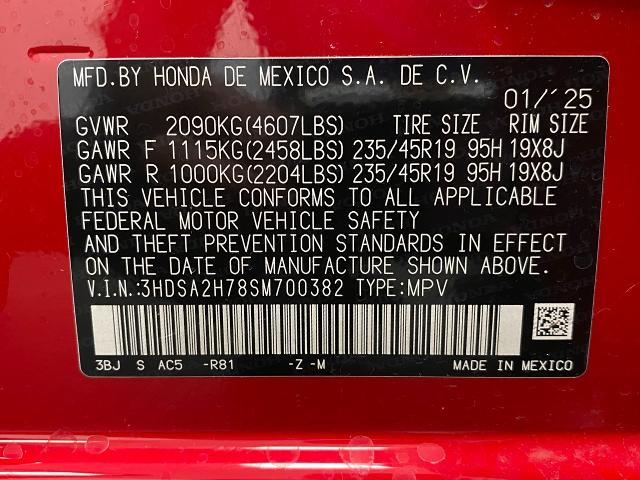 MFD.BY HONDA DE MEXICO S.A. DE C.V.
01/´25
GVWR 2090KG(4607LBS) TIRE SIZE RIM SIZE
GAWR F 1115KG(2458LBS) 235/45R19 95H 19X8J
GAWR R 1000KG(2204LBS) 235/45R19 95H 19X8J
THIS VEHICLE CONFORMS TO ALL APPLICABLE
FEDERAL MOTOR VEHICLE SAFETY
AND THEFT PREVENTION STANDARDS IN EFFECT
ON THE DATE OF MANUFACTURE SHOWN ABOVE.
V.I.N.:3HDSA2H78SM700382 TYPE:MPV
3BJ S AC5 -R81 -Z -M MADE IN MEXICO